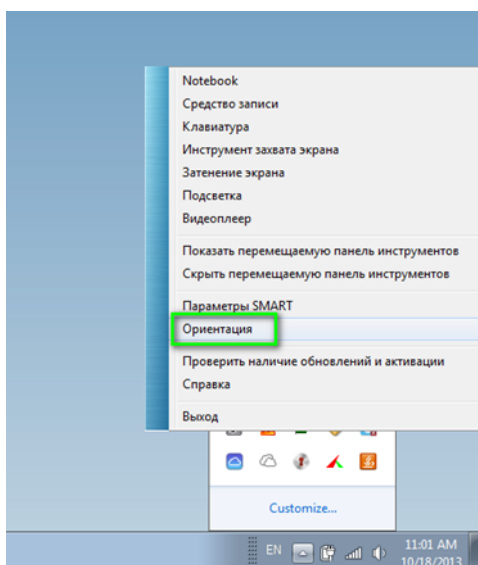 Notebook
Средство записи
Клавиатура
Инструмент захвата экрана
Затенение экрана
Подсветка
Видеоплеер
Показать перемещаемую панель инструментов
Скрыть перемещаемую панель инструментов
Параметры SMART
Ориентация
Проверить наличие обновлений и активации
Справка
Выход
Customize...
EN
11:01 AM
10/18/2013